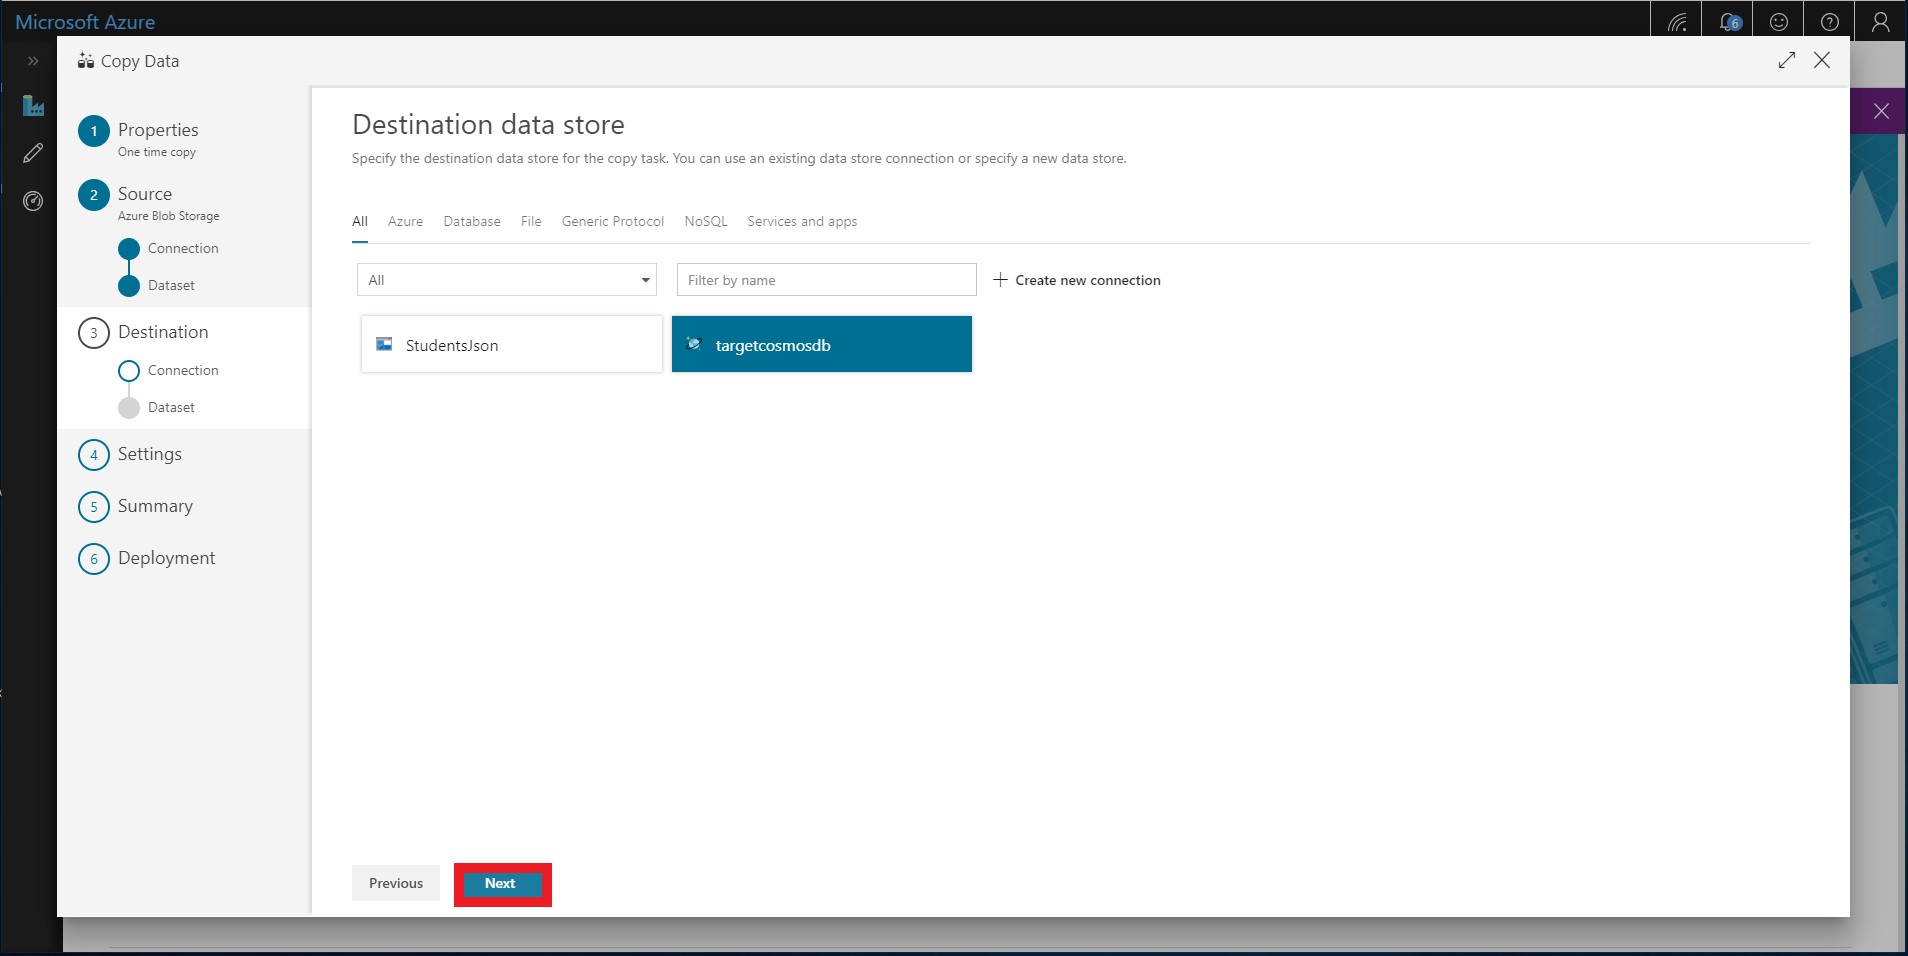 Microsoft Azure
6
Copy Data
1 Properties
One time copy
2 Source
Azure Blob Storage
Connection
Dataset
3 Destination
Connection
Dataset
4 Settings
5 Summary
6 Deployment
Destination data store
Specify the destination data store for the copy task. You can use an existing data store connection or specify a new data store.
All Azure Database File Generic Protocol NoSQL Services and apps
All Filter by name + Create new connection
StudentsJson targetcosmosdb
Previous Next